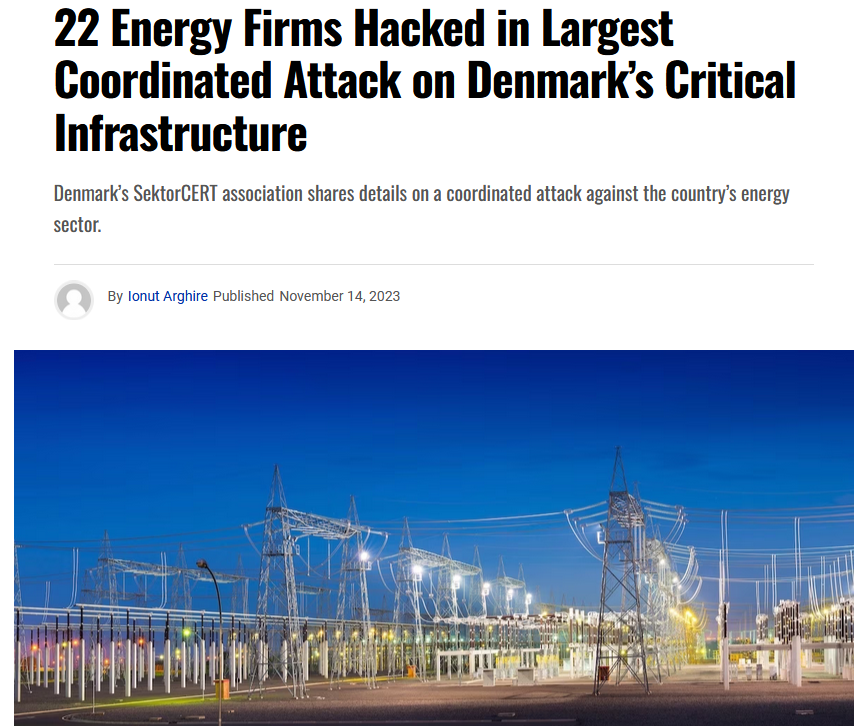 22 Energy Firms Hacked in Largest
Coordinated Attack on Denmark’s Critical
Infrastructure
Denmark’s SektorCERT association shares details on a coordinated attack against the country’s energy
sector.
By Ionut Arghire Published November 14, 2023